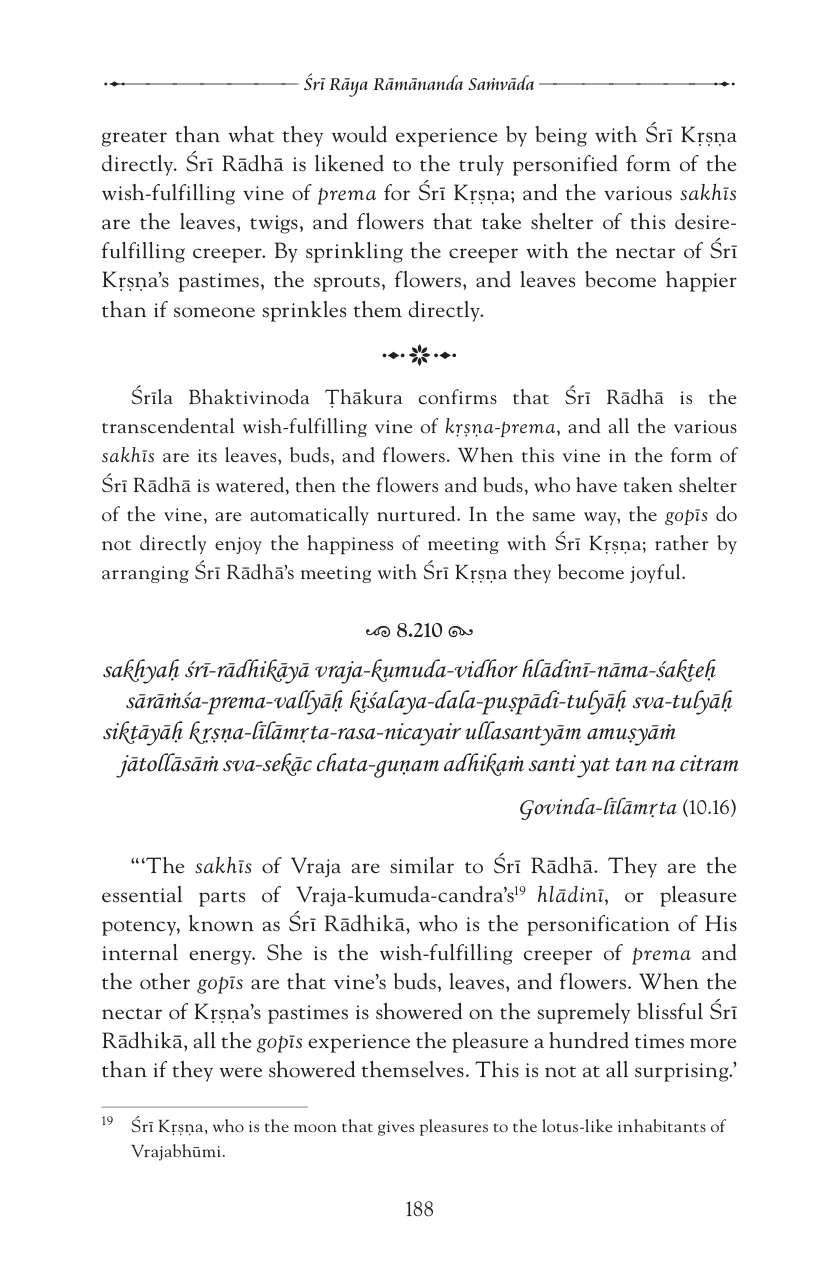 Śrī Rāya Rāmānanda Saṁvāda
greater than what they would experience by being with Śrī Kṛṣṇa
directly. Śrī Rādhā is likened to the truly personified form of the
wish-fulfilling vine of prema for Śrī Kṛṣṇa; and the various sakhīs
are the leaves, twigs, and flowers that take shelter of this desire-
fulfilling creeper. By sprinkling the creeper with the nectar of Śrī
Kṛṣṇa’s pastimes, the sprouts, flowers, and leaves become happier
than if someone sprinkles them directly.
Śrīla Bhaktivinoda Ṭhākura confirms that Śrī Rādhā is the
transcendental wish-fulfilling vine of kṛṣṇa-prema, and all the various
sakhīs are its leaves, buds, and flowers. When this vine in the form of
Śrī Rādhā is watered, then the flowers and buds, who have taken shelter
of the vine, are automatically nurtured. In the same way, the gopīs do
not directly enjoy the happiness of meeting with Śrī Kṛṣṇa; rather by
arranging Śrī Rādhā’s meeting with Śrī Kṛṣṇa they become joyful.
8.210
sakhyaḥ śrī-rādhikāyā vraja-kumuda-vidhor hlādinī-nāma-śakteḥ
sārāṁśa-prema-vallyāḥ kiśalaya-dala-puṣpādi-tulyāḥ sva-tulyāḥ
siktāyāḥ kṛṣṇa-līlāmṛta-rasa-nicayair ullasantyām amuṣyāṁ
jātollāsāṁ sva-sekāc chata-guṇam adhikaṁ santi yat tan na citram
Govinda-līlāmṛta (10.16)
“‘The sakhīs of Vraja are similar to Śrī Rādhā. They are the
essential parts of Vraja-kumuda-candra’s19 hlādinī, or pleasure
potency, known as Śrī Rādhikā, who is the personification of His
internal energy. She is the wish-fulfilling creeper of prema and
the other gopīs are that vine’s buds, leaves, and flowers. When the
nectar of Kṛṣṇa’s pastimes is showered on the supremely blissful Śrī
Rādhikā, all the gopīs experience the pleasure a hundred times more
than if they were showered themselves. This is not at all surprising.’
19 Śrī Kṛṣṇa, who is the moon that gives pleasures to the lotus-like inhabitants of
Vrajabhūmi.
188